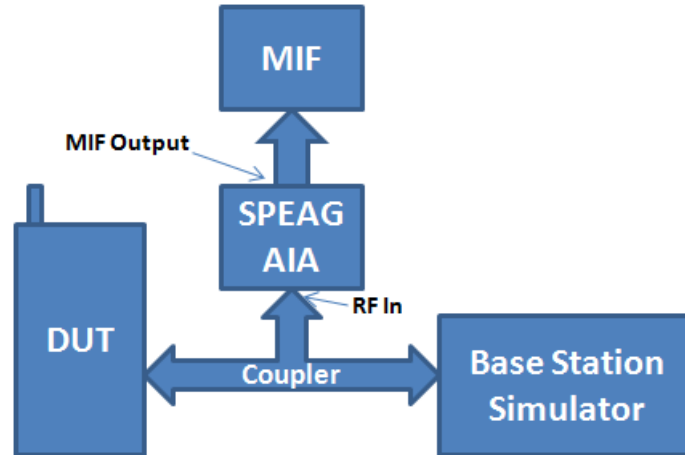 MIF
MIF Output
SPEAG
AIA
RF In
DUT
Coupler
Base Station
Simulator